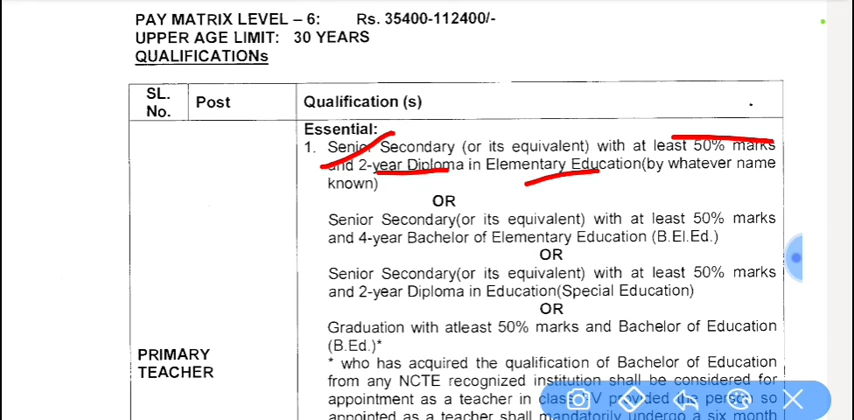 PAY MATRIX LEVEL – 6: Rs. 35400-112400/-
UPPER AGE LIMIT: 30 YEARS
QUALIFICATIONs
SL. No. Post Qualification (s)
Essential:
1. Senior Secondary (or its equivalent) with at least 50% marks
and 2-year Diploma in Elementary Education(by whatever name
known)
OR
Senior Secondary(or its equivalent) with at least 50% marks
and 4-year Bachelor of Elementary Education (B.El.Ed.)
OR
Senior Secondary(or its equivalent) with at least 50% marks
and 2-year Diploma in Education(Special Education)
OR
Graduation with atleast 50% marks and Bachelor of Education
(B.Ed.)*
PRIMARY TEACHER
* who has acquired the qualification of Bachelor of Education
from any NCTE recognized institution shall be considered for
appointment as a teacher in class V provided the person so
appointed as a teacher shall mandatorily undergo a six month